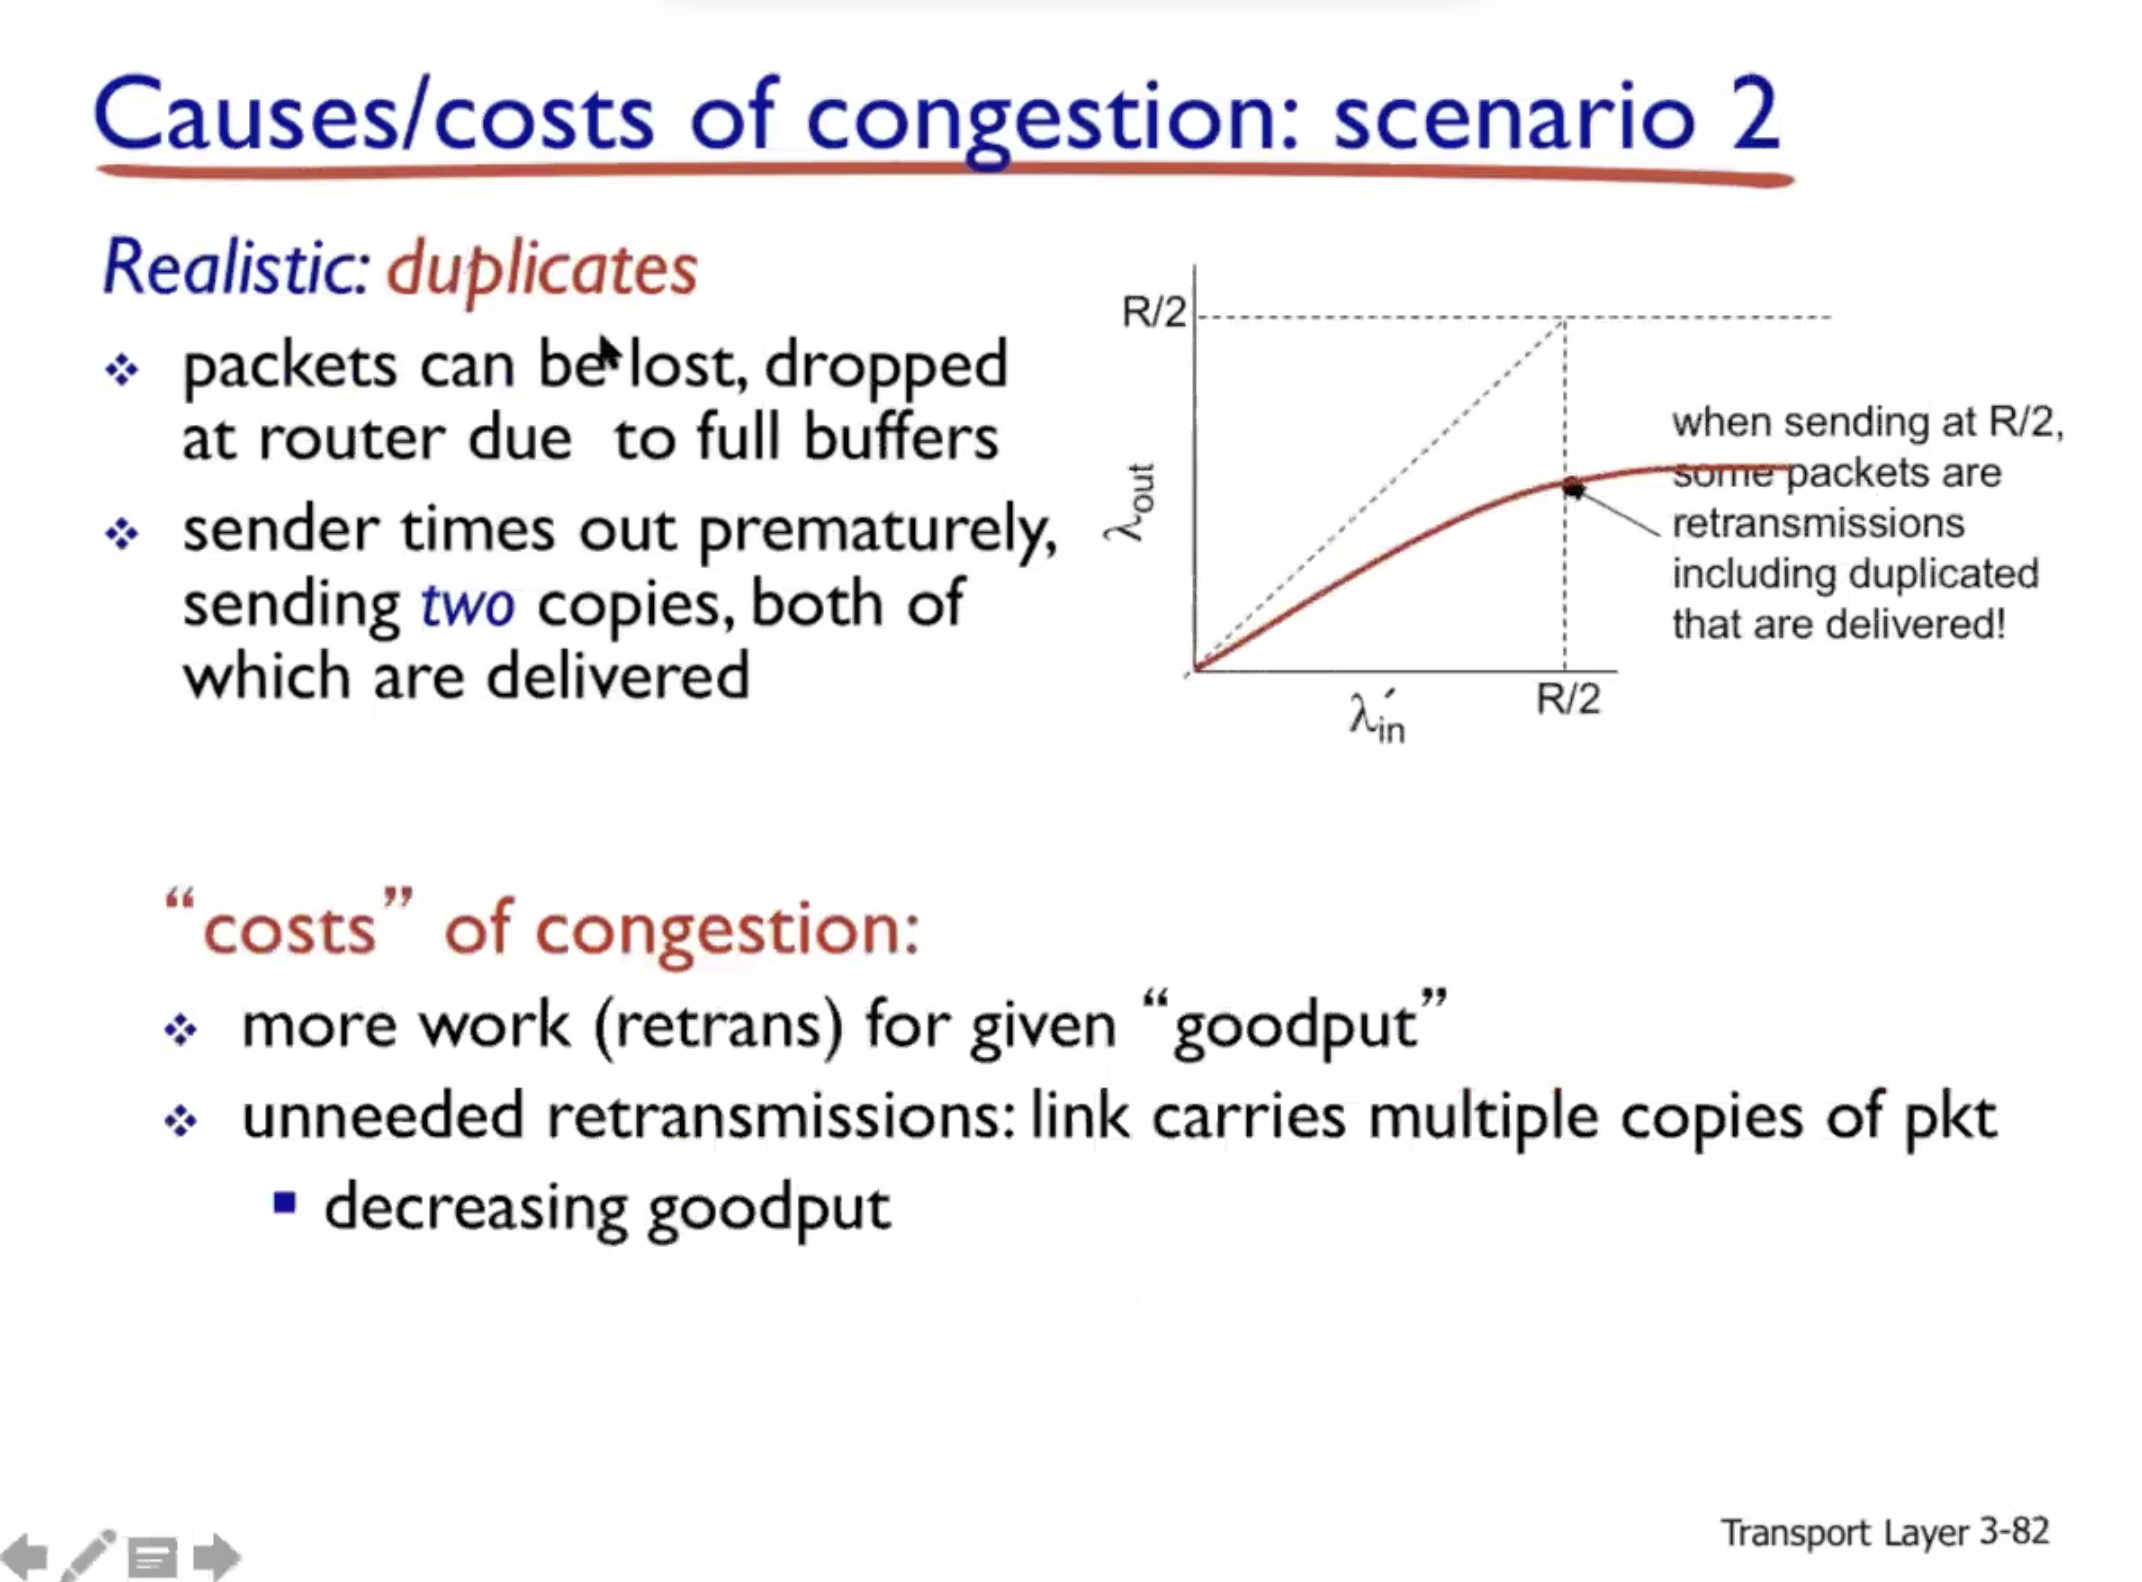 Causes/costs of congestion: scenario 2
Realistic: duplicates
packets can be lost, dropped
at router due to full buffers
sender times out prematurely,
sending two copies, both of
which are delivered
R/2
λout
λ´in
R/2
when sending at R/2,
some packets are
retransmissions
including duplicated
that are delivered!
“costs” of congestion:
more work (retrans) for given “goodput”
unneeded retransmissions: link carries multiple copies of pkt
decreasing goodput
Transport Layer 3-82